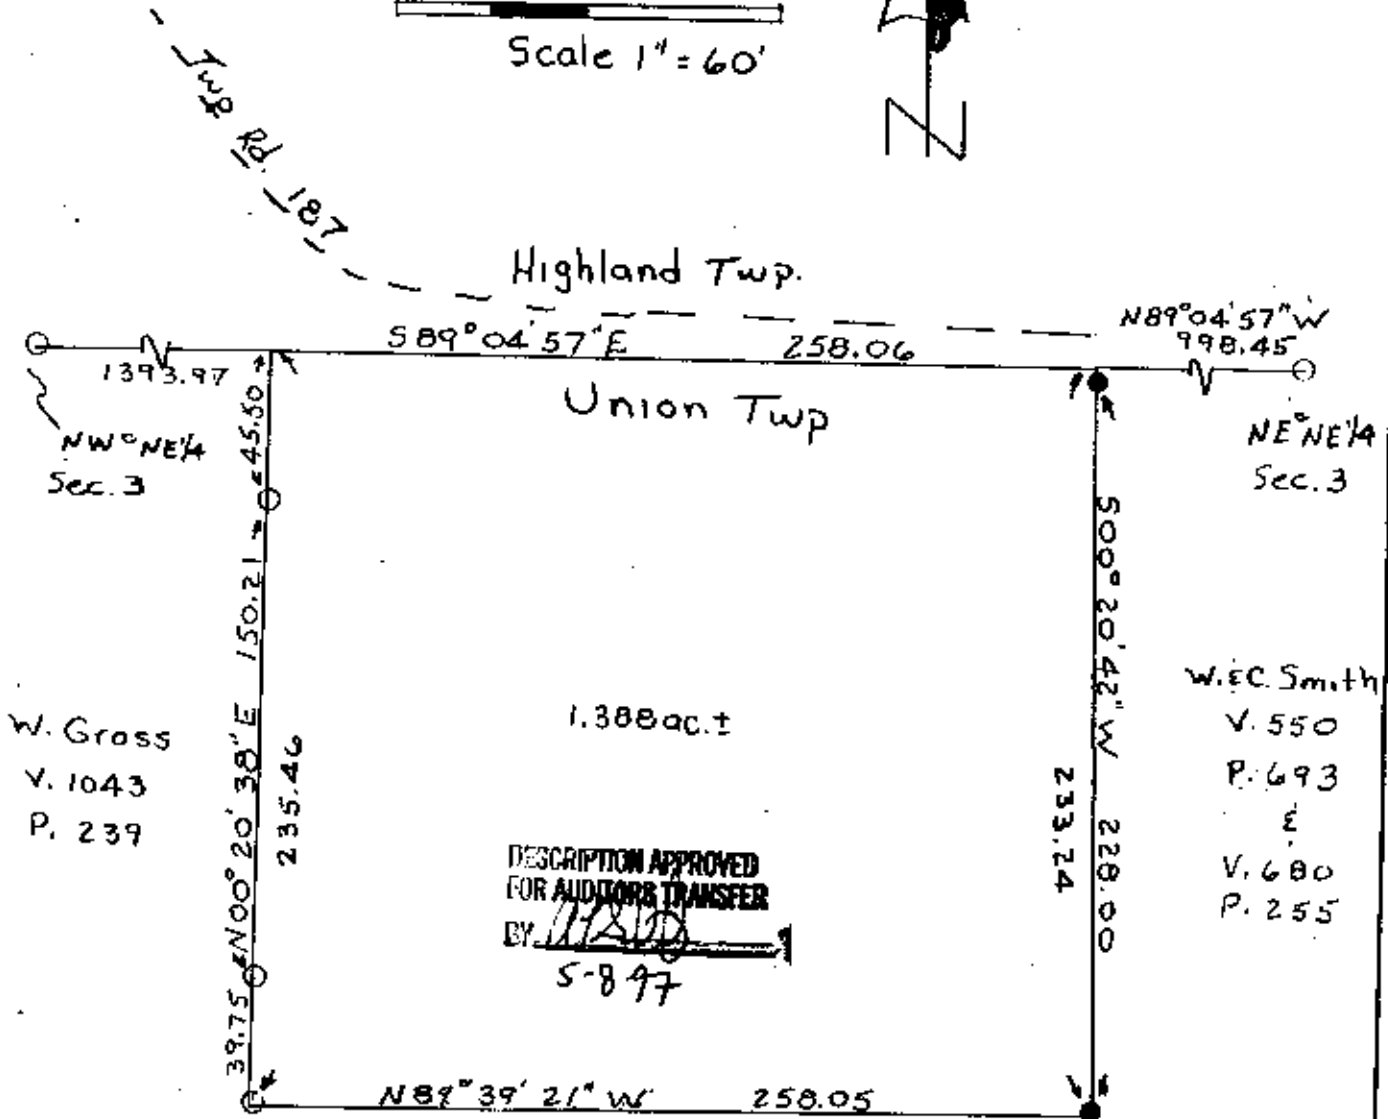 Scale 1" = 60'
N
Twp Rd. 187
Highland Twp.
S89°04'57"E 258.06
N89°04'57"W
998.45
1393.97
Union Twp
NW° NE1/4
Sec. 3
NE° NE1/4
Sec. 3
45.50
150.21
N00°20'38"E
235.46
39.75
S00°20'42"W 228.00
233.24
W. Gross
V. 1043
P. 239
1.388ac.±
W. & C. Smith
V. 550
P. 693
&
V. 680
P. 255
DESCRIPTION APPROVED
FOR AUDITORS TRANSFER
BY
5-8 97
N89°39'21"W 258.05